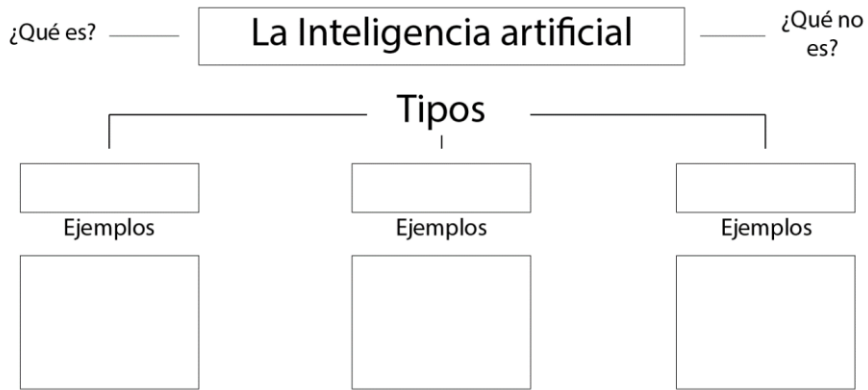 ¿Qué es?
La Inteligencia artificial
¿Qué no
es?
Tipos
Ejemplos
Ejemplos
Ejemplos